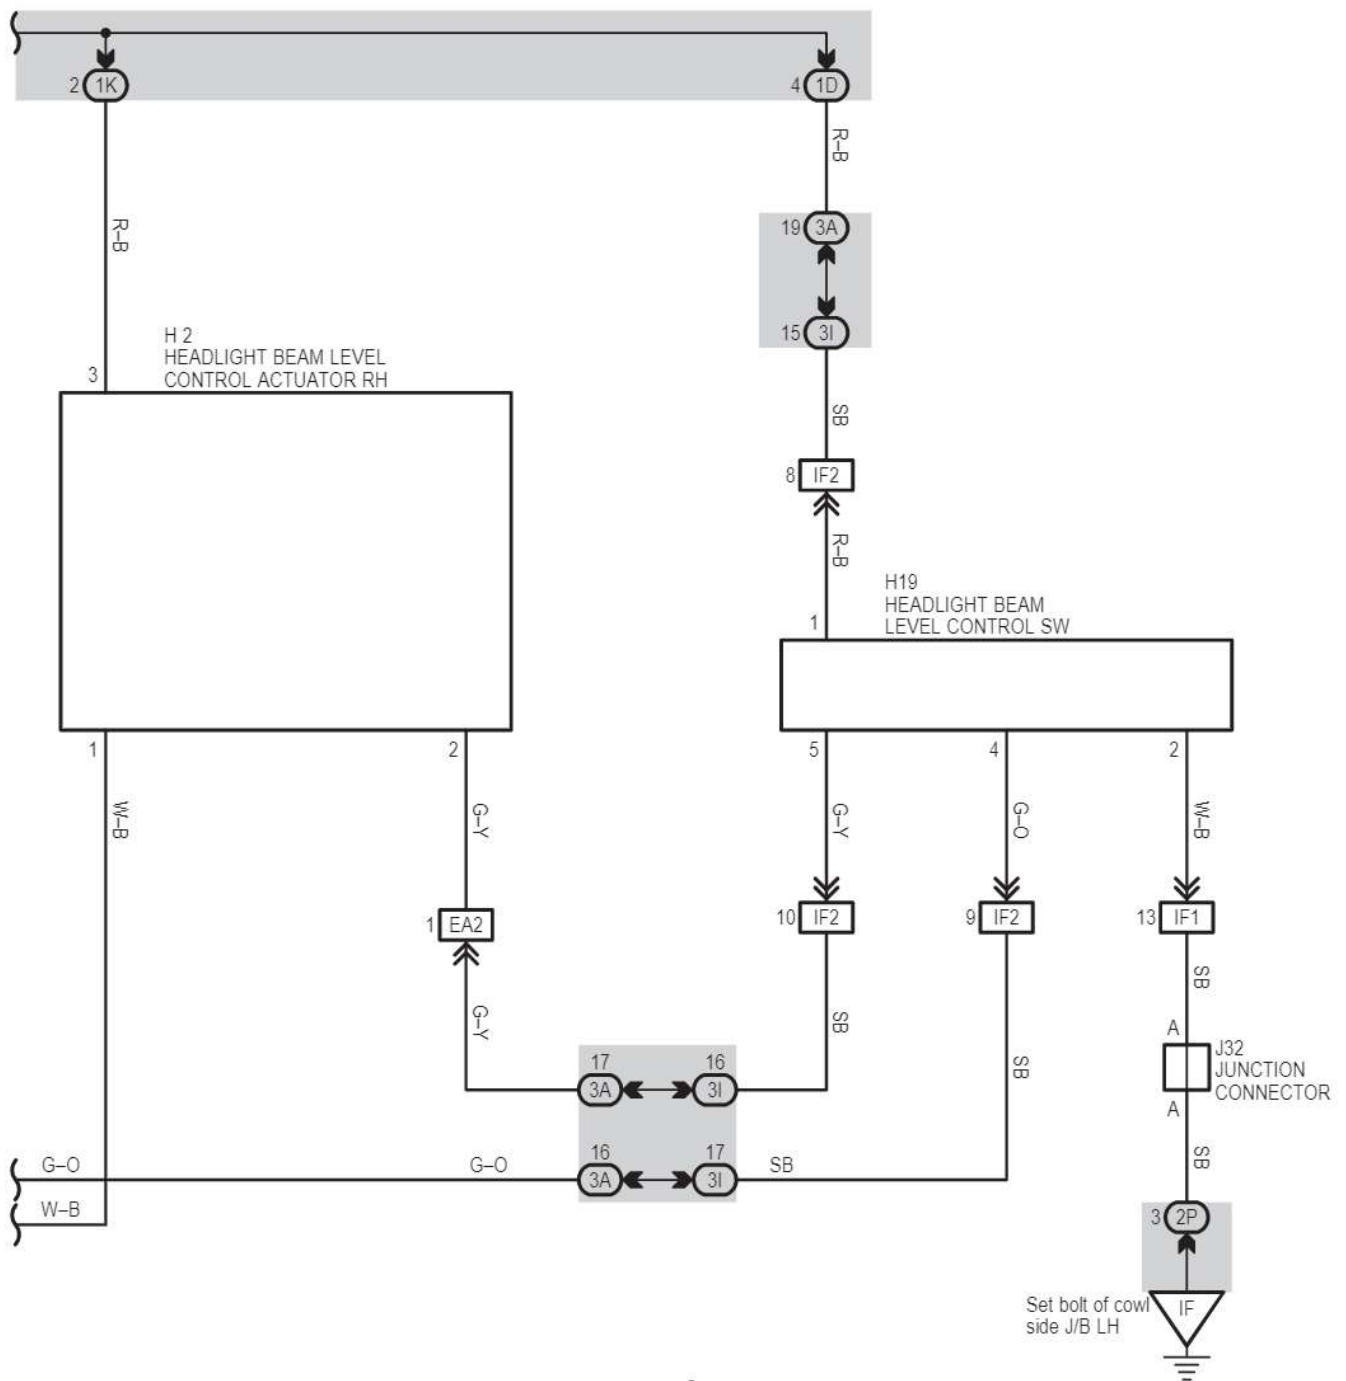 2 1K
4 1D
R–B
R–B
19 3A
15 3I
H 2
HEADLIGHT BEAM LEVEL
CONTROL ACTUATOR RH
3
SB
8 IF2
R–B
H19
HEADLIGHT BEAM
LEVEL CONTROL SW
1
1
2
5
4
2
W–B
G–Y
G–Y
G–O
W–B
1 EA2
10 IF2
9 IF2
13 IF1
SB
G–Y
SB
A
J32
JUNCTION
CONNECTOR
A
SB
17
16
3A
3I
16
17
3A
3I
G–O
G–O
SB
SB
W–B
3 2P
Set bolt of cowl
side J/B LH
IF